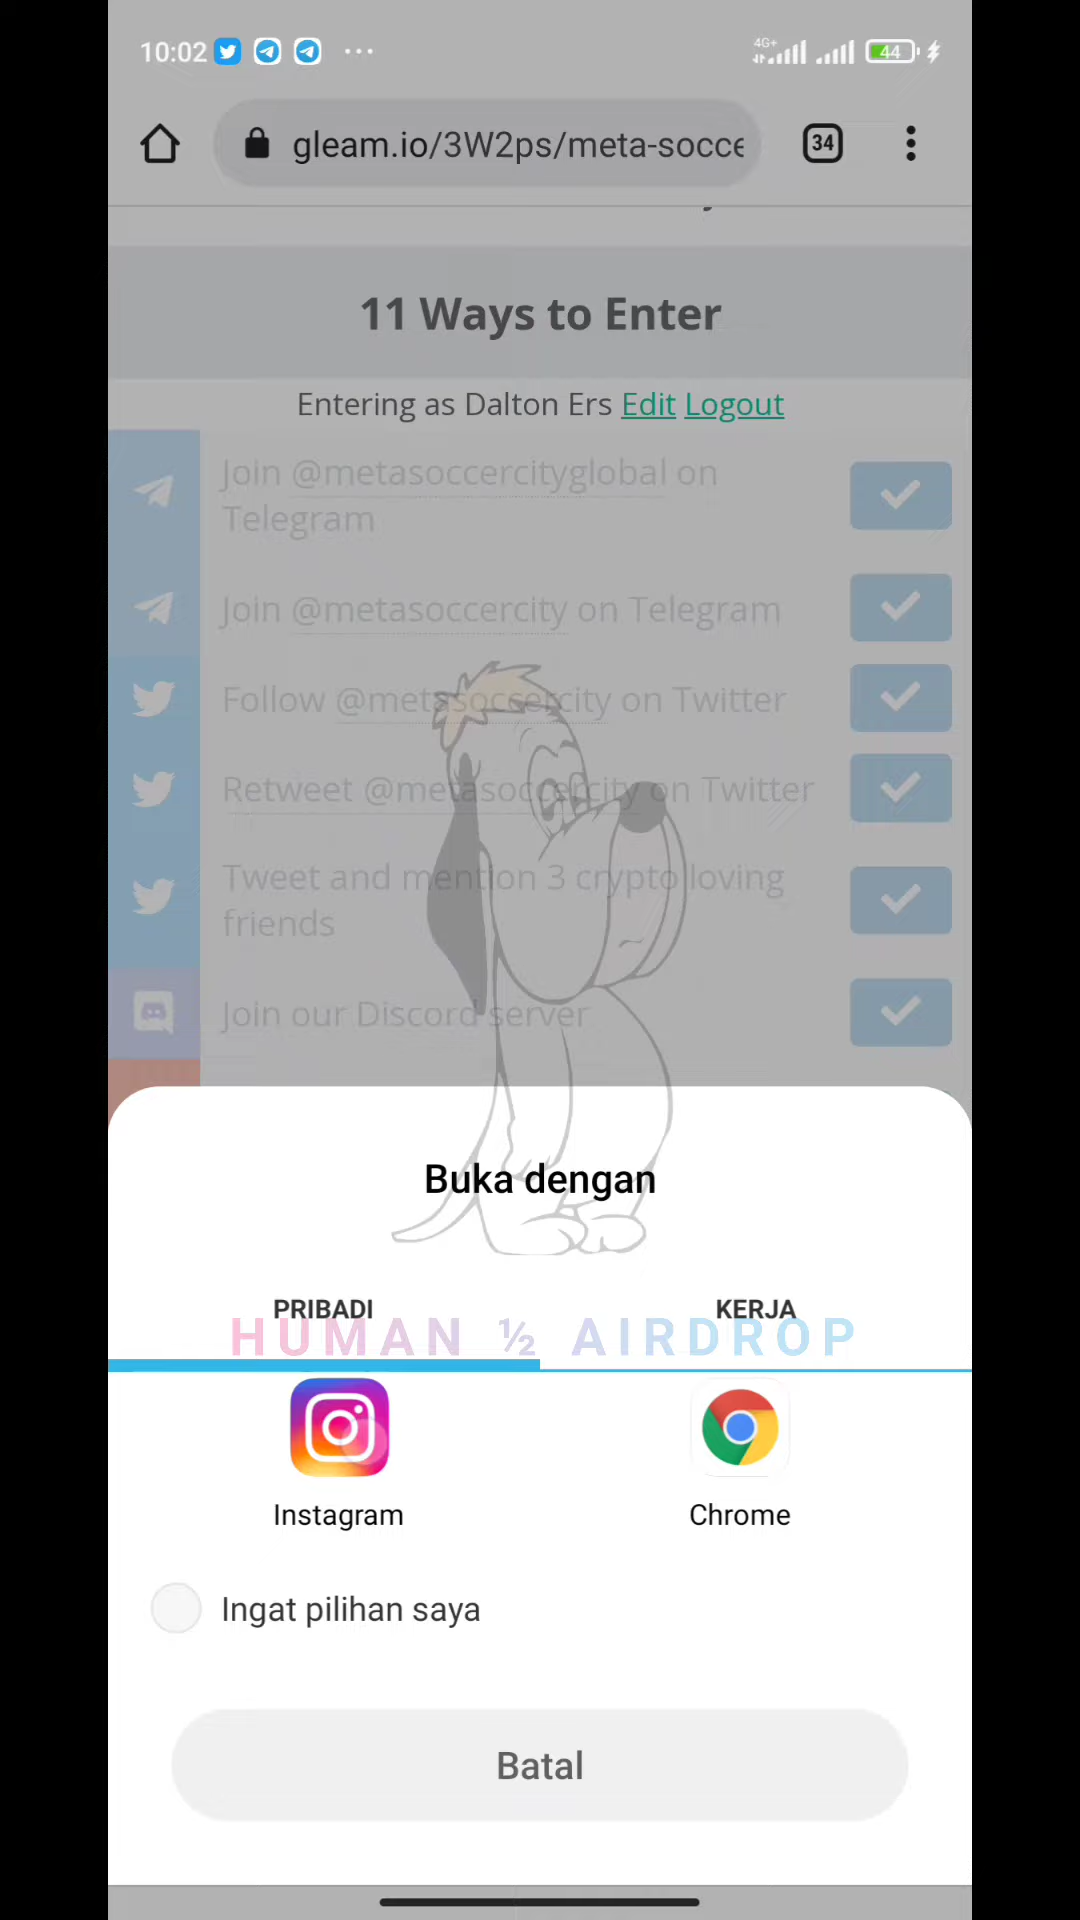 10:02
4G+
44
gleam.io/3W2ps/meta-socce
34
11 Ways to Enter
Entering as Dalton Ers Edit Logout
Join @metasoccercityglobal on
Telegram
Join @metasoccercity on Telegram
Follow @metasoccercity on Twitter
Retweet @metasoccercity on Twitter
Tweet and mention 3 crypto loving
friends
Join our Discord server
Buka dengan
PRIBADI
KERJA
HUMAN ½ AIRDROP
Instagram
Chrome
Ingat pilihan saya
Batal